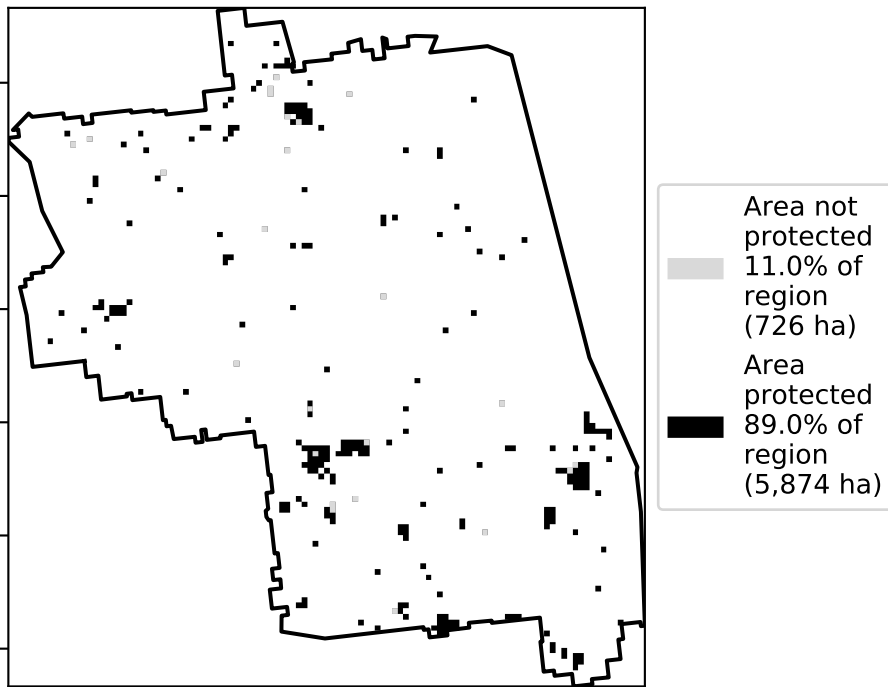 Area not
protected
11.0% of
region
(726 ha)
Area
protected
89.0% of
region
(5,874 ha)